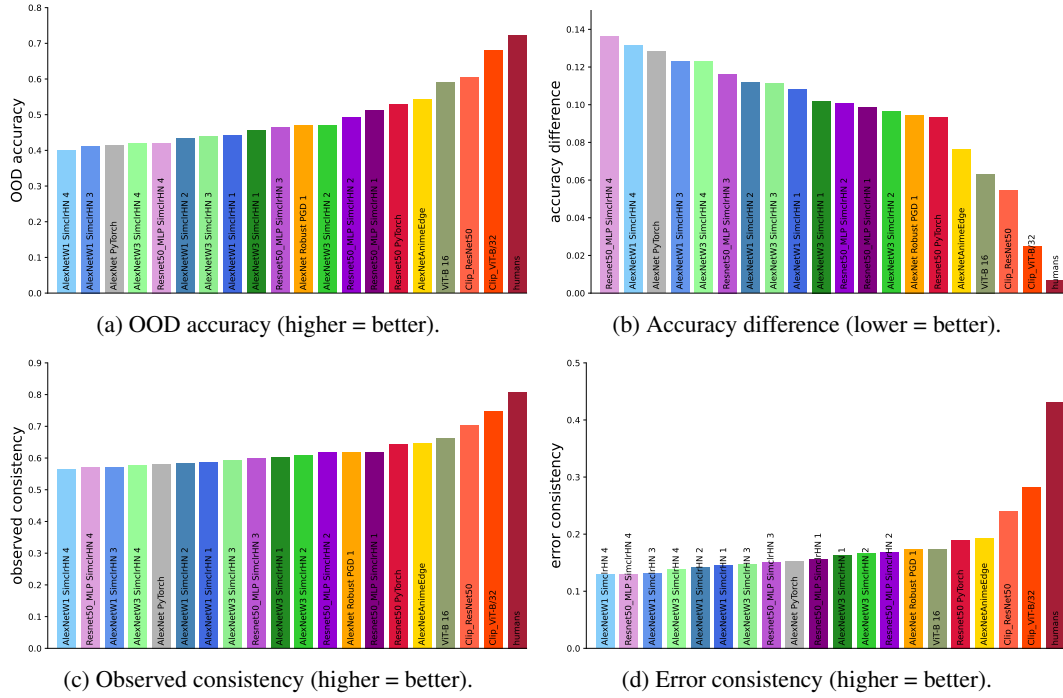 OOD accuracy
0.8
0.7
0.6
0.5
0.4
0.3
0.2
0.1
0.0
AlexNetW1 SimclrHN 4
AlexNetW1 SimclrHN 3
AlexNet PyTorch
AlexNetW3 SimclrHN 4
Resnet50_MLP SimclrHN 4
AlexNetW1 SimclrHN 2
AlexNetW3 SimclrHN 3
AlexNetW1 SimclrHN 1
AlexNetW3 SimclrHN 1
Resnet50_MLP SimclrHN 3
AlexNet Robust PGD 1
AlexNetW3 SimclrHN 2
Resnet50_MLP SimclrHN 2
Resnet50_MLP SimclrHN 1
Resnet50 PyTorch
AlexNetAnimeEdge
ViT-B 16
Clip_ResNet50
Clip_ViT-B/32
humans
(a) OOD accuracy (higher = better).
accuracy difference
0.14
0.12
0.10
0.08
0.06
0.04
0.02
0.00
Resnet50_MLP SimclrHN 4
AlexNetW1 SimclrHN 4
AlexNet PyTorch
AlexNetW1 SimclrHN 3
AlexNetW3 SimclrHN 4
Resnet50_MLP SimclrHN 3
AlexNetW1 SimclrHN 2
AlexNetW3 SimclrHN 3
AlexNetW1 SimclrHN 1
AlexNetW3 SimclrHN 1
Resnet50_MLP SimclrHN 2
Resnet50_MLP SimclrHN 1
AlexNetW3 SimclrHN 2
AlexNet Robust PGD 1
Resnet50 PyTorch
AlexNetAnimeEdge
ViT-B 16
Clip_ResNet50
Clip_ViT-B/32
humans
(b) Accuracy difference (lower = better).
observed consistency
0.9
0.8
0.7
0.6
0.5
0.4
0.3
0.2
0.1
0.0
AlexNetW1 SimclrHN 4
Resnet50_MLP SimclrHN 4
AlexNetW1 SimclrHN 3
AlexNetW3 SimclrHN 4
AlexNet PyTorch
AlexNetW1 SimclrHN 2
AlexNetW1 SimclrHN 1
AlexNetW3 SimclrHN 3
Resnet50_MLP SimclrHN 3
AlexNetW3 SimclrHN 1
AlexNetW3 SimclrHN 2
Resnet50_MLP SimclrHN 2
AlexNet Robust PGD 1
Resnet50_MLP SimclrHN 1
Resnet50 PyTorch
AlexNetAnimeEdge
ViT-B 16
Clip_ResNet50
Clip_ViT-B/32
humans
(c) Observed consistency (higher = better).
error consistency
0.5
0.4
0.3
0.2
0.1
0.0
AlexNetW1 SimclrHN 4
Resnet50_MLP SimclrHN 4
AlexNetW1 SimclrHN 3
AlexNetW3 SimclrHN 4
AlexNetW1 SimclrHN 2
AlexNetW1 SimclrHN 1
AlexNetW3 SimclrHN 3
Resnet50_MLP SimclrHN 3
AlexNet PyTorch
Resnet50_MLP SimclrHN 1
AlexNetW3 SimclrHN 1
AlexNetW3 SimclrHN 2
Resnet50_MLP SimclrHN 2
AlexNet Robust PGD 1
ViT-B 16
Resnet50 PyTorch
AlexNetAnimeEdge
Clip_ResNet50
Clip_ViT-B/32
humans
(d) Error consistency (higher = better).